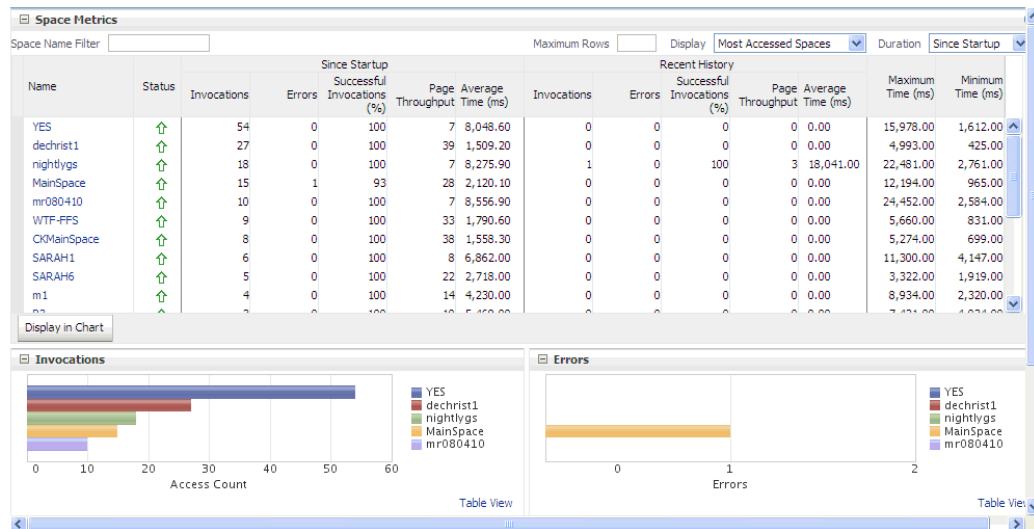 Space Metrics
Space Name Filter Maximum Rows Display Most Accessed Spaces Duration Since Startup
Since Startup Recent History
Name Status Invocations Errors Successful Invocations (%) Page Throughput Average Time (ms) Invocations Errors Successful Invocations (%) Page Throughput Average Time (ms) Maximum Time (ms) Minimum Time (ms)
YES 54 0 100 7 8,048.60 0 0 0 0 0.00 15,978.00 1,612.00
dechrist1 27 0 100 39 1,509.20 0 0 0 0 0.00 4,993.00 425.00
nightlygs 18 0 100 7 8,275.90 1 0 100 3 18,041.00 22,481.00 2,761.00
MainSpace 15 1 93 28 2,120.10 0 0 0 0 0.00 12,194.00 965.00
mr080410 10 0 100 7 8,556.90 0 0 0 0 0.00 24,452.00 2,584.00
WTF-FFS 9 0 100 33 1,790.60 0 0 0 0 0.00 5,660.00 831.00
CKMainSpace 8 0 100 38 1,558.30 0 0 0 0 0.00 5,274.00 699.00
SARAH1 6 0 100 8 6,862.00 0 0 0 0 0.00 11,300.00 4,147.00
SARAH6 5 0 100 22 2,718.00 0 0 0 0 0.00 3,322.00 1,919.00
m1 4 0 100 14 4,230.00 0 0 0 0 0.00 8,934.00 2,320.00
Display in Chart
Invocations
YES
dechrist1
nightlygs
MainSpace
mr080410
0 10 20 30 40 50 60
Access Count
Table View
Errors
YES
dechrist1
nightlygs
MainSpace
mr080410
0 1 2
Errors
Table View